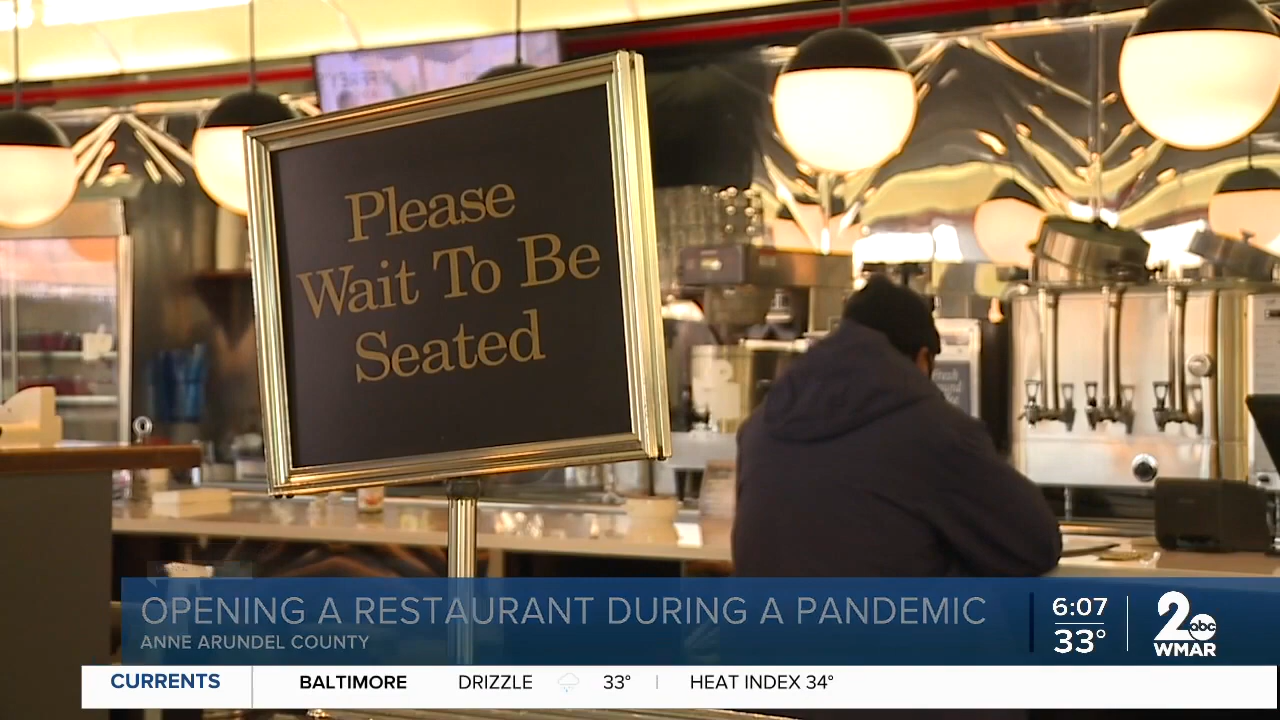 Please
Wait To Be
Seated
OPENING A RESTAURANT DURING A PANDEMIC
ANNE ARUNDEL COUNTY
6:07
33°
2 abc
WMAR
CURRENTS
BALTIMORE DRIZZLE 33° | HEAT INDEX 34°